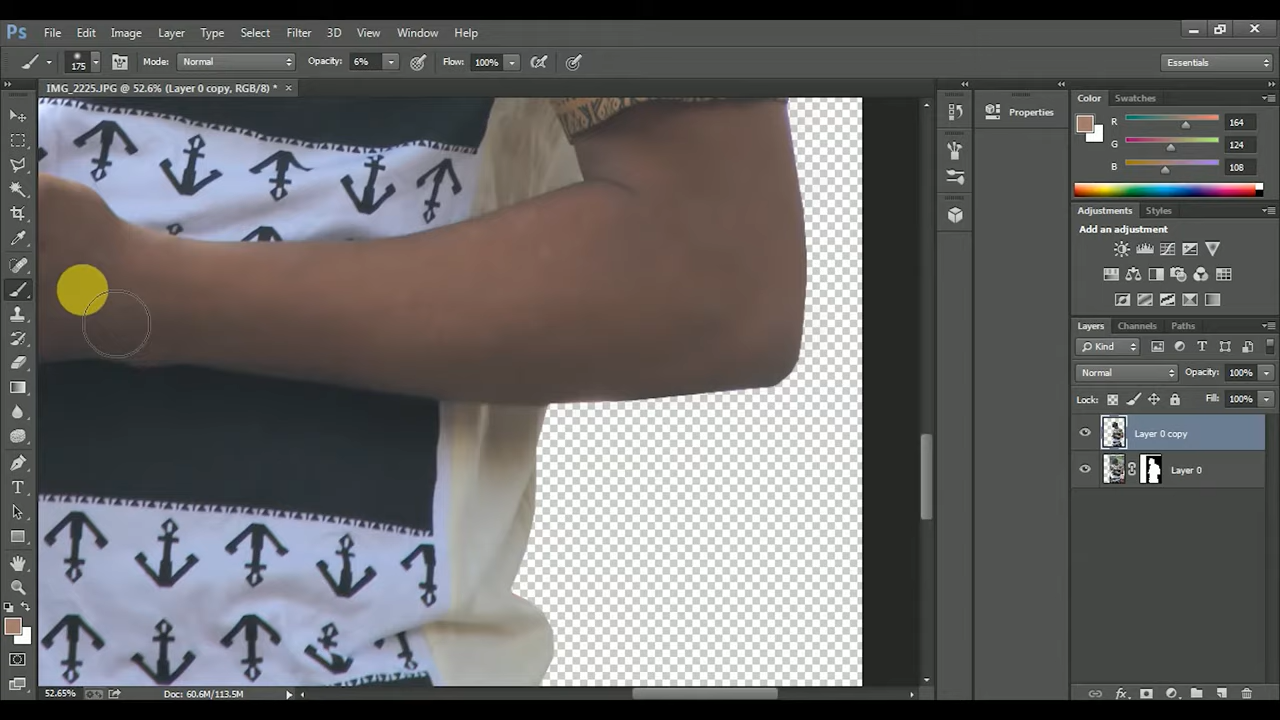 Ps File Edit Image Layer Type Select Filter 3D View Window Help
175 Mode: Normal Opacity: 6% Flow: 100% Essentials
IMG_2225.JPG @ 52.6% (Layer 0 copy, RGB/8) *
Properties
Color Swatches
R 164
G 124
B 108
Adjustments Styles
Add an adjustment
Layers Channels Paths
Kind
Normal Opacity: 100%
Lock: Fill: 100%
Layer 0 copy
Layer 0
52.65% Doc: 60.6M/113.5M